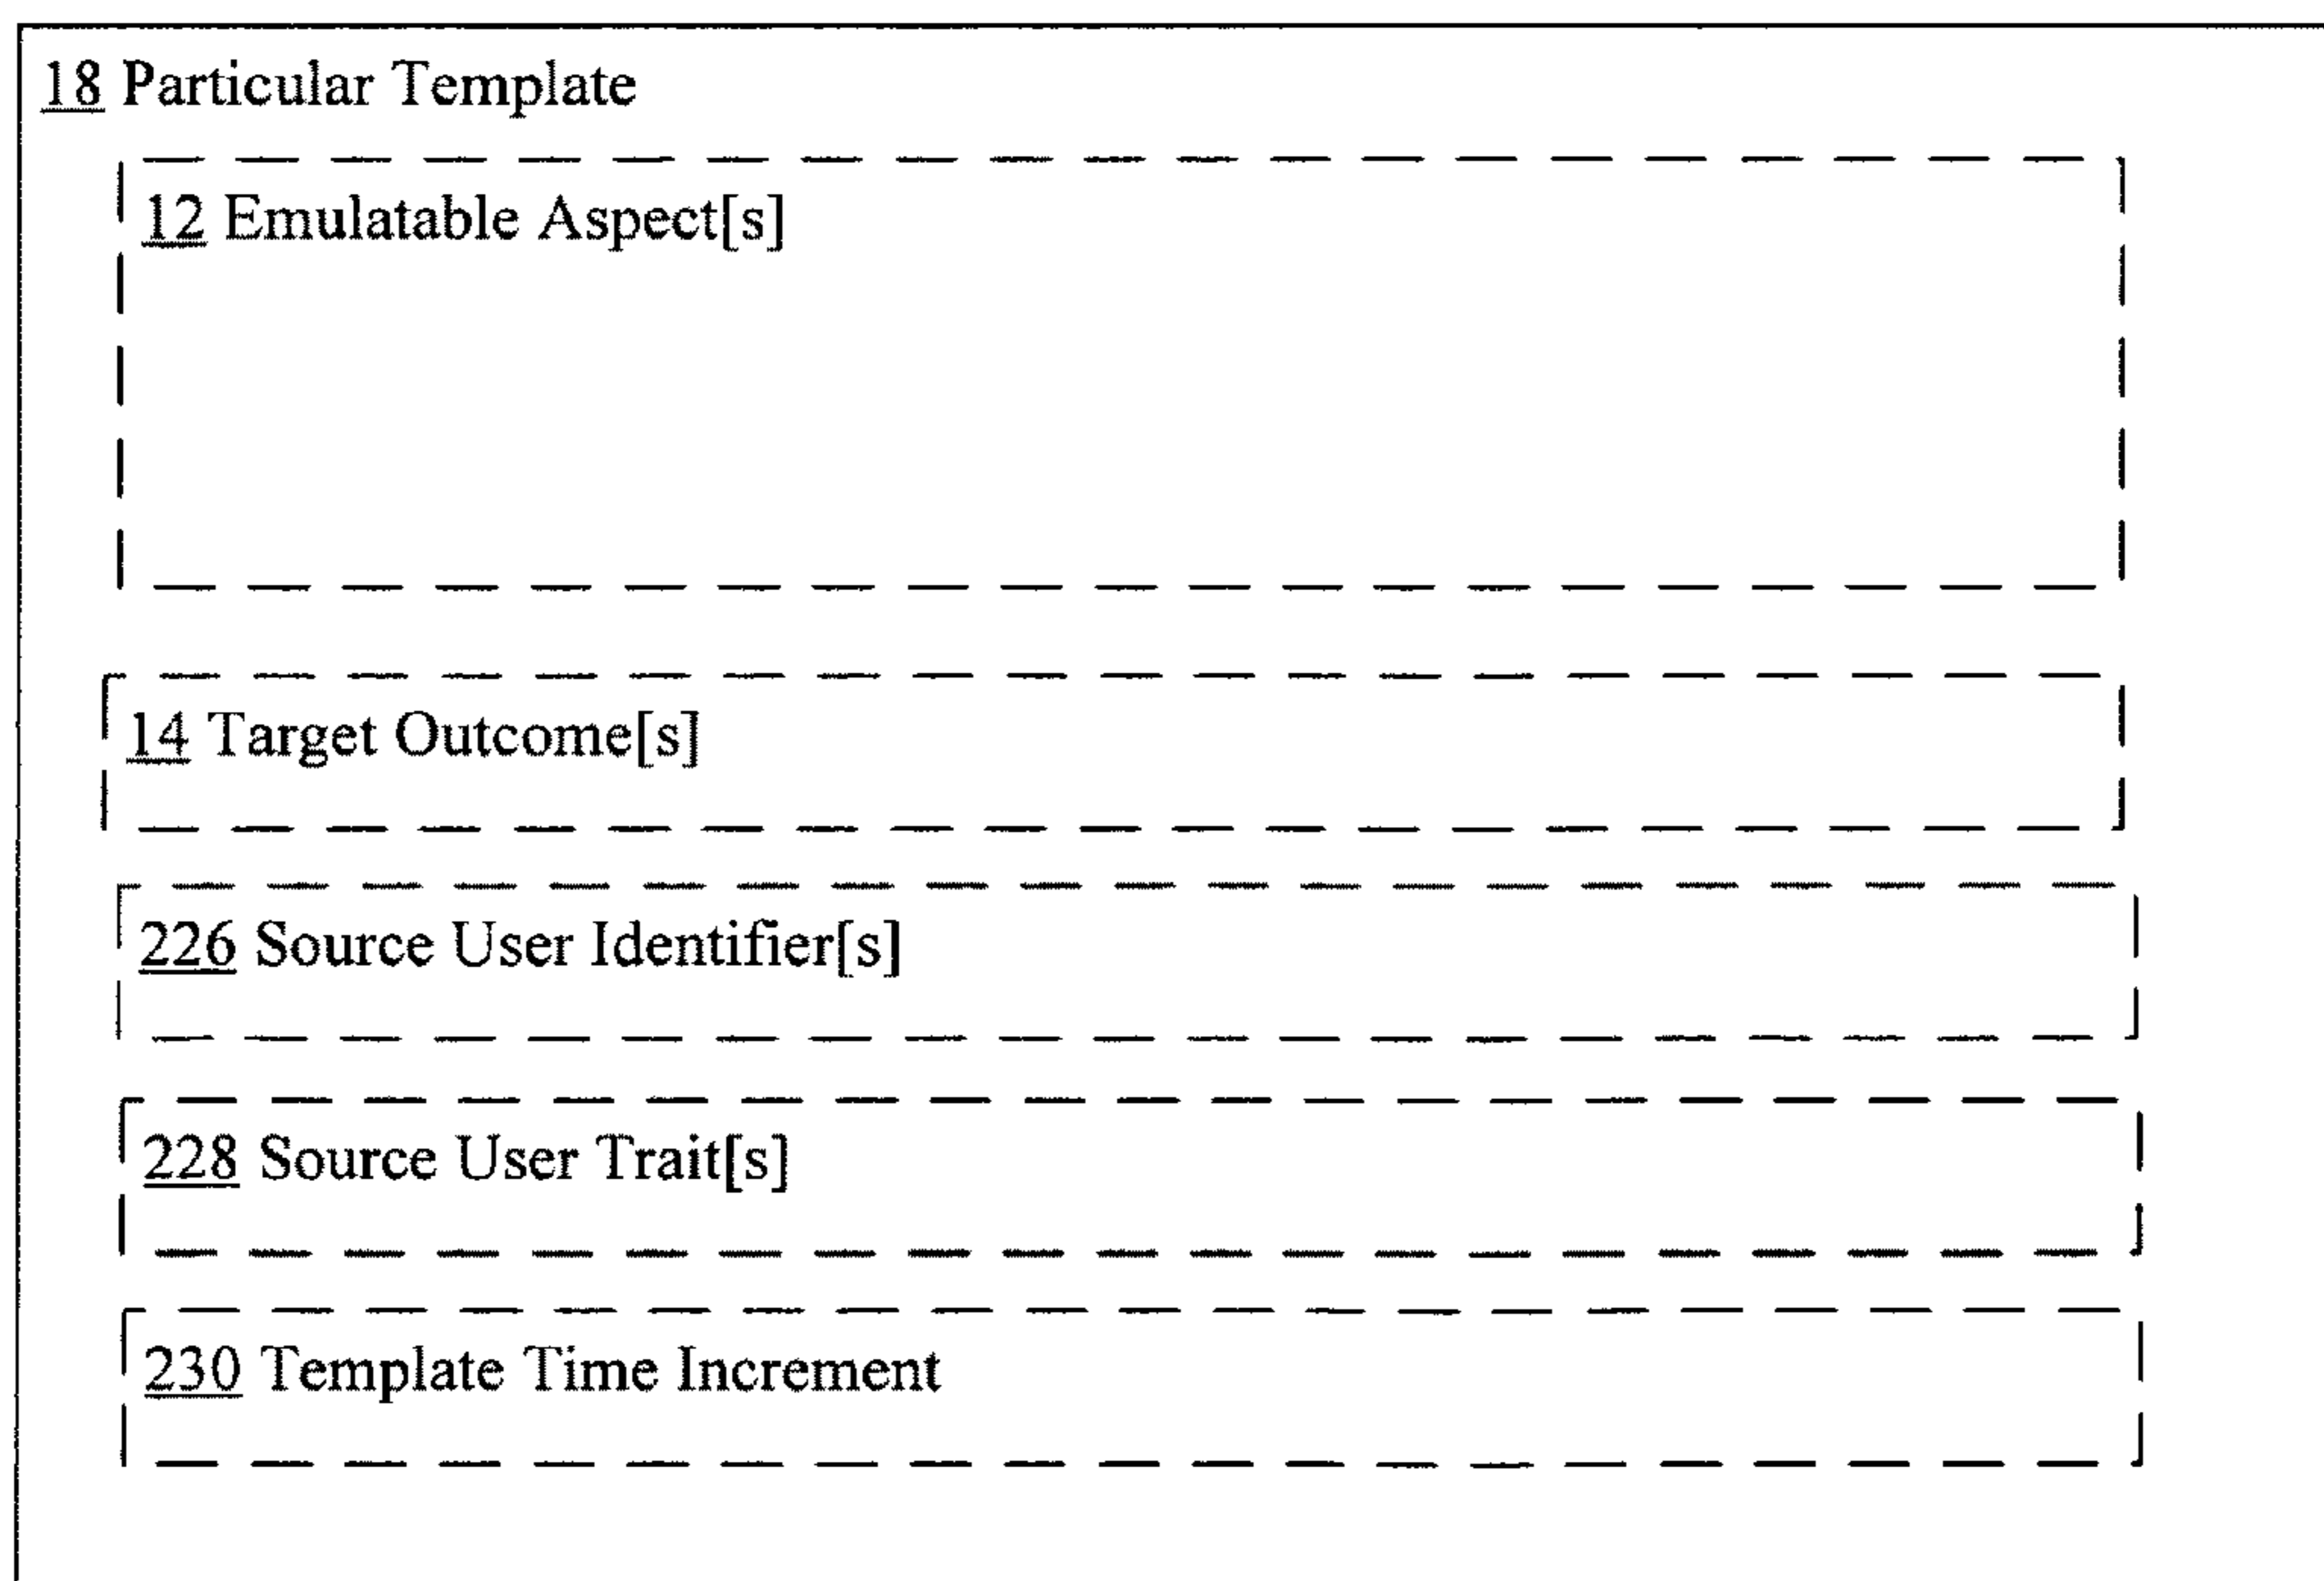 18 Particular Template
12 Emulatable Aspect[s]
14 Target Outcome[s]
226 Source User Identifier[s]
228 Source User Trait[s]
230 Template Time Increment